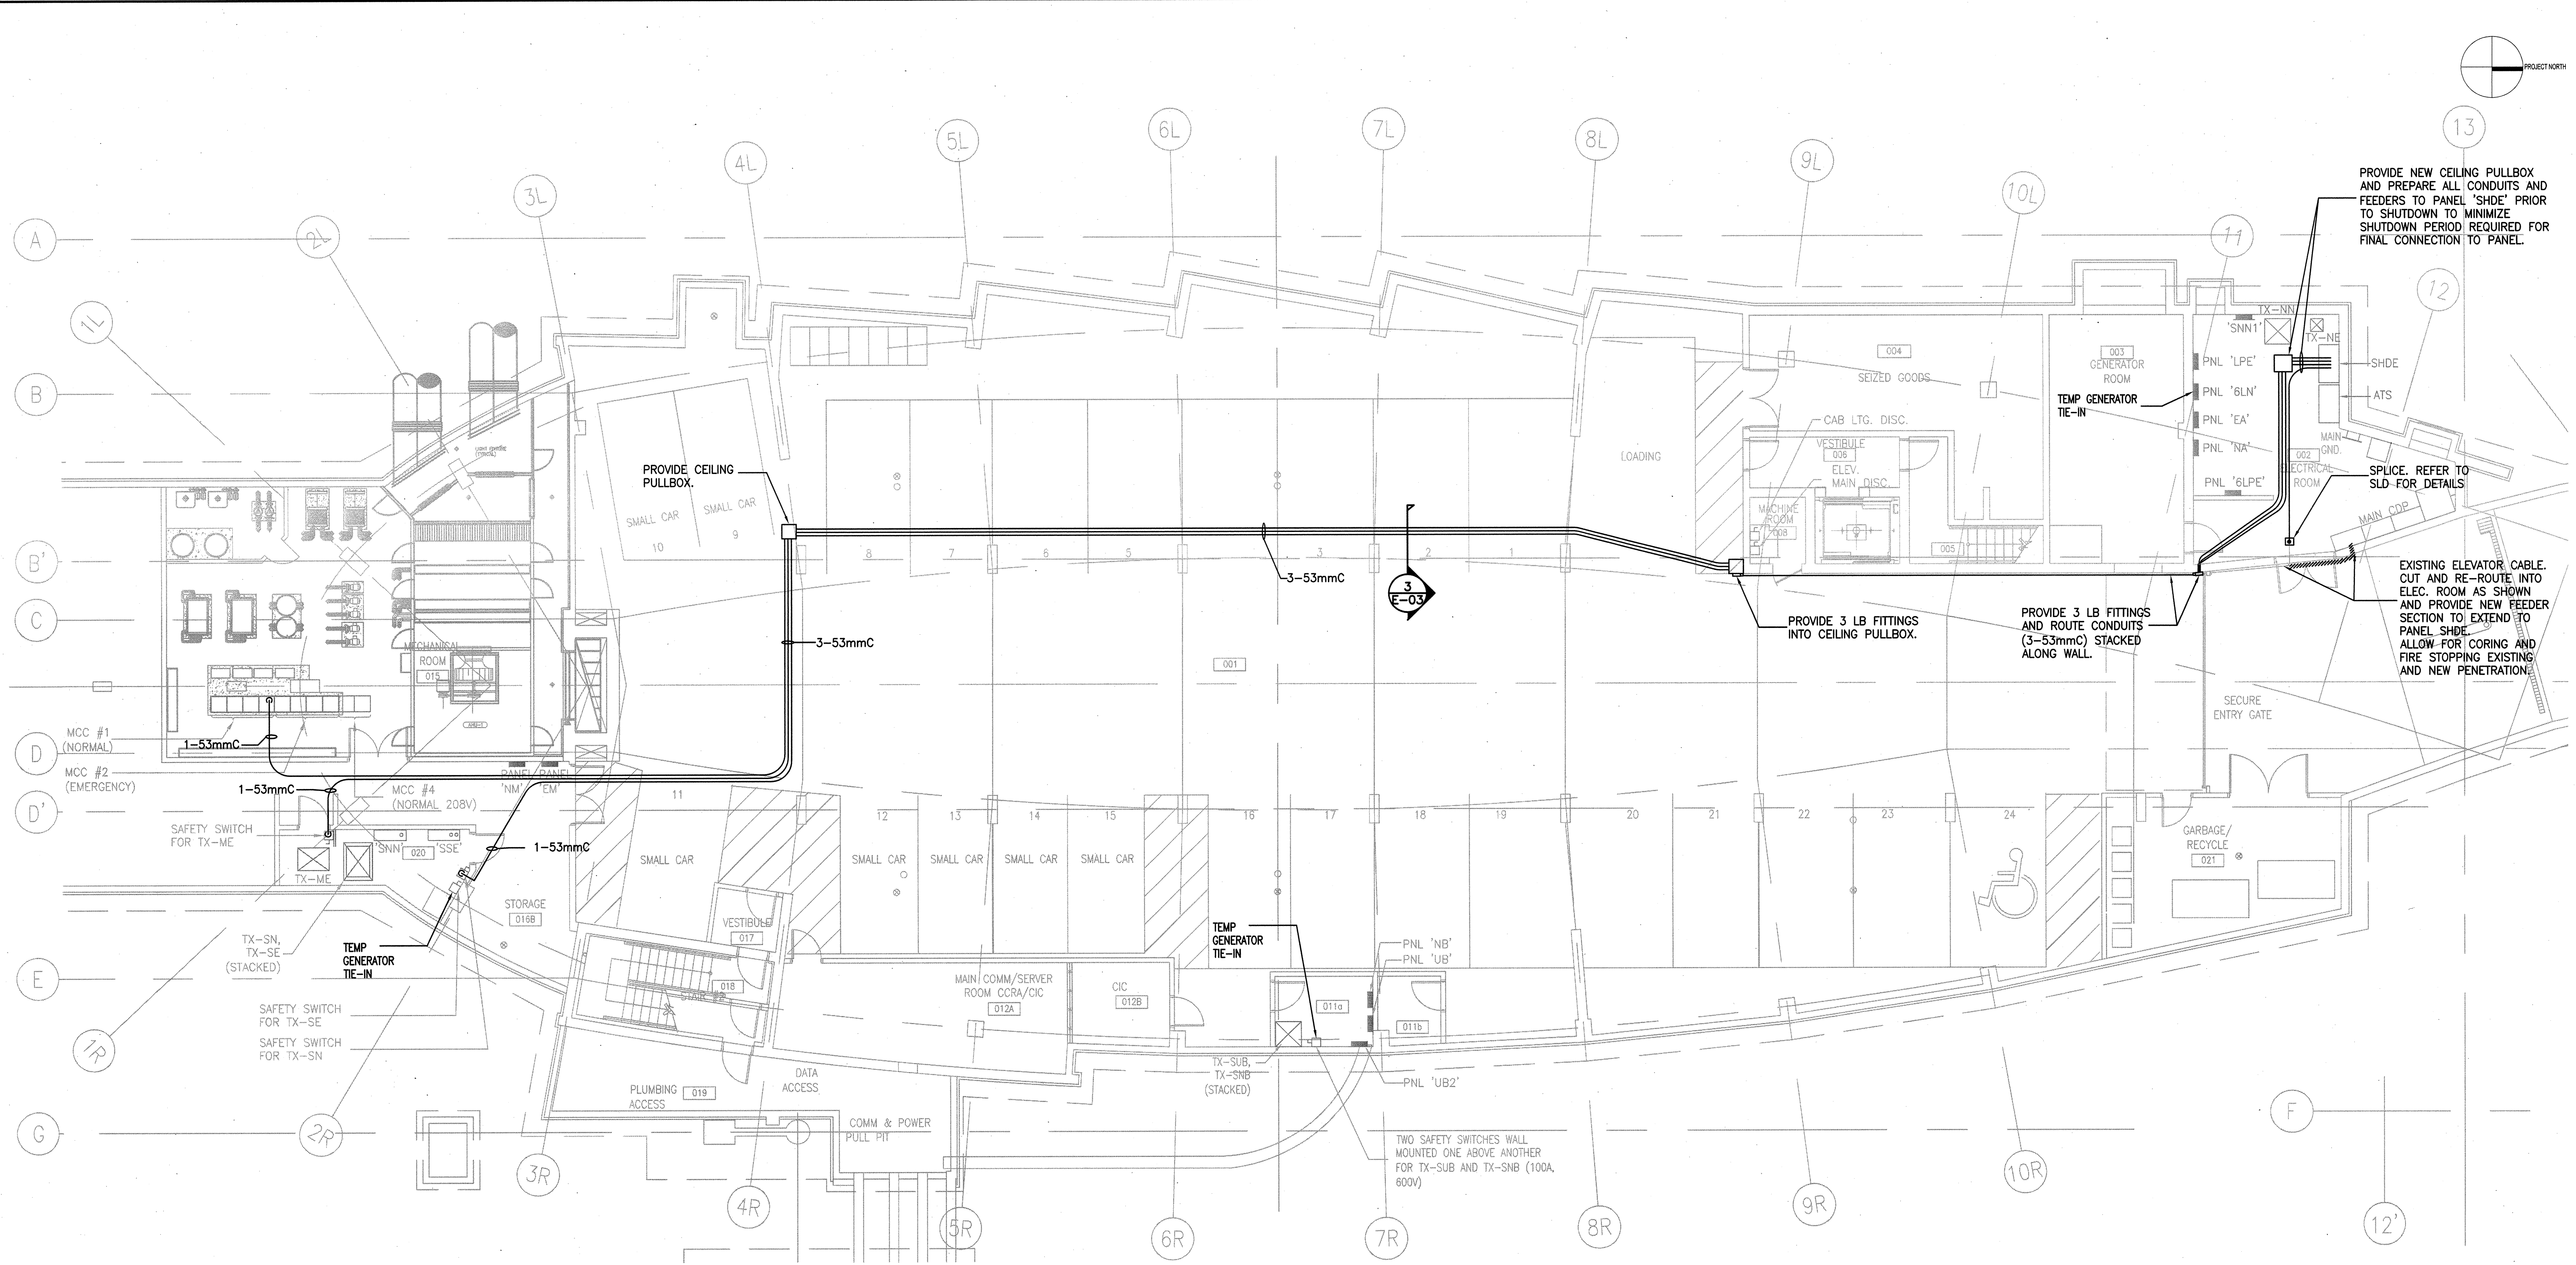 PROJECT NORTH
13
7L
6L
8L
5L
9L
4L
PROVIDE NEW CEILING PULLBOX
AND PREPARE ALL CONDUITS AND
FEEDERS TO PANEL 'SHDE' PRIOR
TO SHUTDOWN TO MINIMIZE
SHUTDOWN PERIOD REQUIRED FOR
FINAL CONNECTION TO PANEL.
3L
10L
2L
A
11
12
1L
TX-NN
'SNN1'
TX-NE
004
SEIZED GOODS
003
GENERATOR
ROOM
PNL 'LPE'
SHDE
B
PNL '6LN'
TEMP GENERATOR
TIE-IN
ATS
PNL 'EA'
CAB LTG. DISC.
PNL 'NA'
MAIN
GND.
VESTIBULE
006
ELEV.
MAIN DISC.
LOADING
002
ELECTRICAL
ROOM
PNL '6LPE'
SPLICE. REFER TO
SLD FOR DETAILS
PROVIDE CEILING
PULLBOX.
SMALL CAR
10
SMALL CAR
9
MACHINE
ROOM
008
MAIN CDP
005
B'
8
7
6
5
3
2
1
3-53mmC
3
E-03
EXISTING ELEVATOR CABLE.
CUT AND RE-ROUTE INTO
ELEC. ROOM AS SHOWN
AND PROVIDE NEW FEEDER
SECTION TO EXTEND TO
PANEL SHDE.
ALLOW FOR CORING AND
FIRE STOPPING EXISTING
AND NEW PENETRATION.
C
PROVIDE 3 LB FITTINGS
INTO CEILING PULLBOX.
PROVIDE 3 LB FITTINGS
AND ROUTE CONDUITS
(3-53mmC) STACKED
ALONG WALL.
3-53mmC
MECHANICAL
ROOM
015
001
SECURE
ENTRY GATE
AHU-1
MCC #1
(NORMAL)
1-53mmC
D
MCC #2
(EMERGENCY)
PANEL
'NM'
PANEL
'EM'
1-53mmC
MCC #4
(NORMAL 208V)
D'
11
12
13
14
15
16
17
18
19
20
21
22
23
24
SAFETY SWITCH
FOR TX-ME
'SNN'
020
'SSE'
1-53mmC
SMALL CAR
SMALL CAR
SMALL CAR
SMALL CAR
SMALL CAR
GARBAGE/
RECYCLE
021
TX-ME
STORAGE
016B
VESTIBULE
017
TX-SN,
TX-SE
(STACKED)
TEMP
GENERATOR
TIE-IN
TEMP
GENERATOR
TIE-IN
PNL 'NB'
PNL 'UB'
E
018
MAIN COMM/SERVER
ROOM CCRA/CIC
012A
CIC
012B
011a
011b
SAFETY SWITCH
FOR TX-SE
SAFETY SWITCH
FOR TX-SN
1R
TX-SUB,
TX-SNB
(STACKED)
PNL 'UB2'
DATA
ACCESS
PLUMBING
ACCESS
019
COMM & POWER
PULL PIT
F
G
2R
TWO SAFETY SWITCHES WALL
MOUNTED ONE ABOVE ANOTHER
FOR TX-SUB AND TX-SNB (100A,
600V)
3R
10R
4R
9R
5R
6R
7R
8R
12'